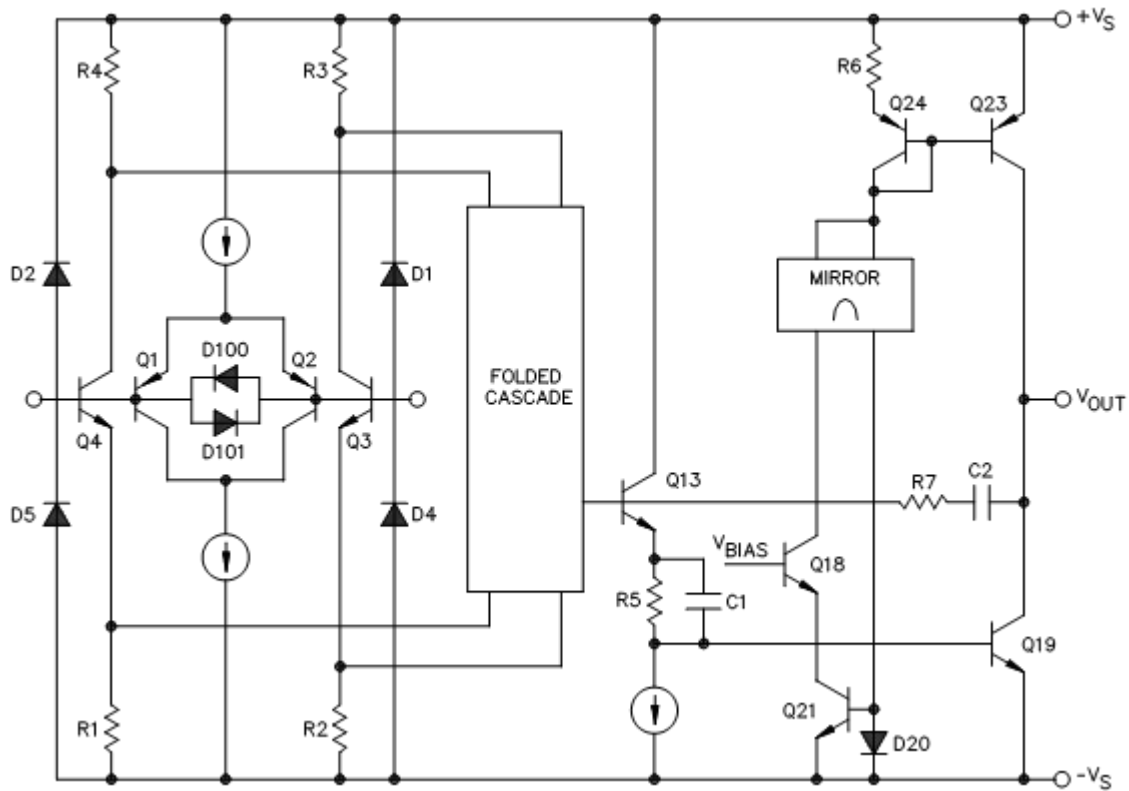 +VS
R4
R3
R6
Q24
Q23
D2
D1
MIRROR
Q1
D100
Q2
FOLDED
CASCADE
VOUT
Q4
D101
Q3
Q13
R7
C2
D5
D4
VBIAS
Q18
R5
C1
Q19
R1
R2
Q21
D20
-VS